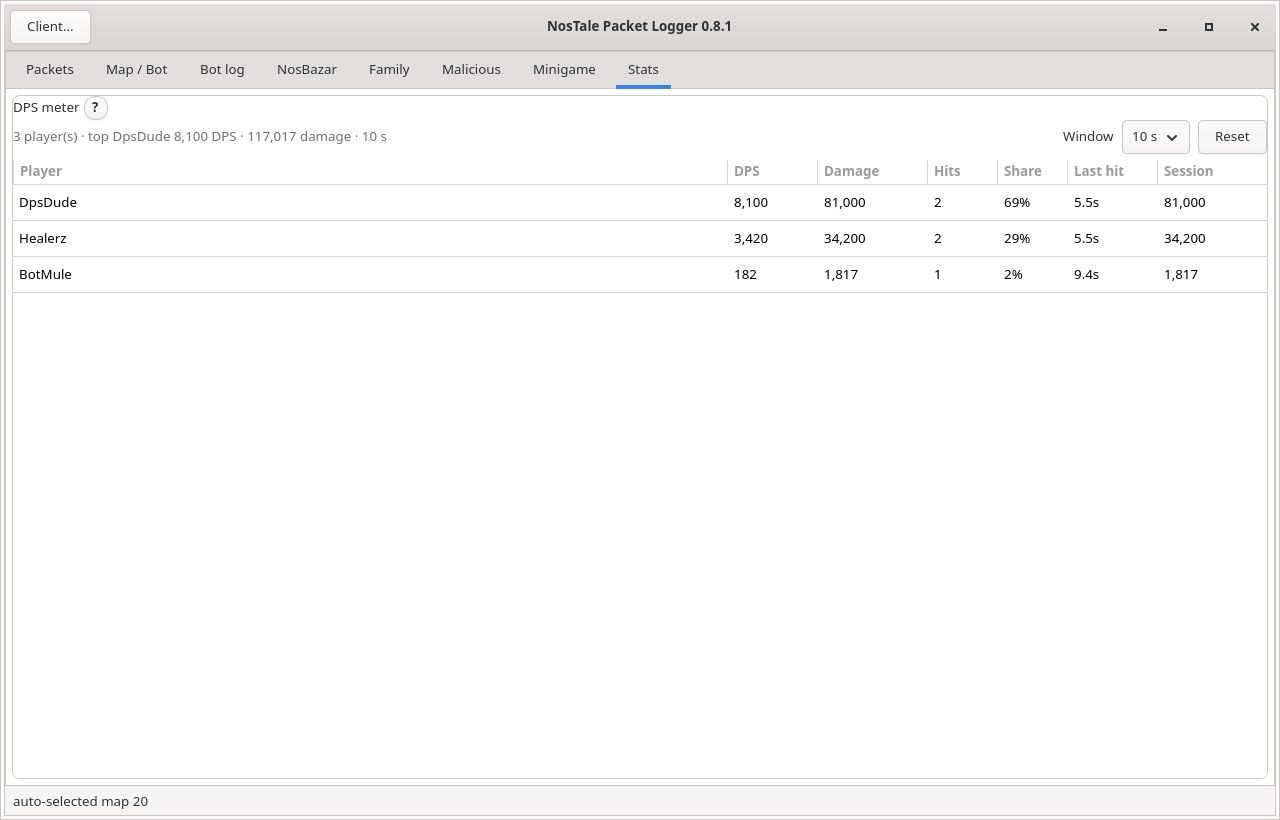 Client... NosTale Packet Logger 0.8.1
Packets Map / Bot Bot log NosBazar Family Malicious Minigame Stats
DPS meter ?
3 player(s) · top DpsDude 8,100 DPS · 117,017 damage · 10 s Window 10 s Reset
Player DPS Damage Hits Share Last hit Session
DpsDude 8,100 81,000 2 69% 5.5s 81,000
Healerz 3,420 34,200 2 29% 5.5s 34,200
BotMule 182 1,817 1 2% 9.4s 1,817
auto-selected map 20